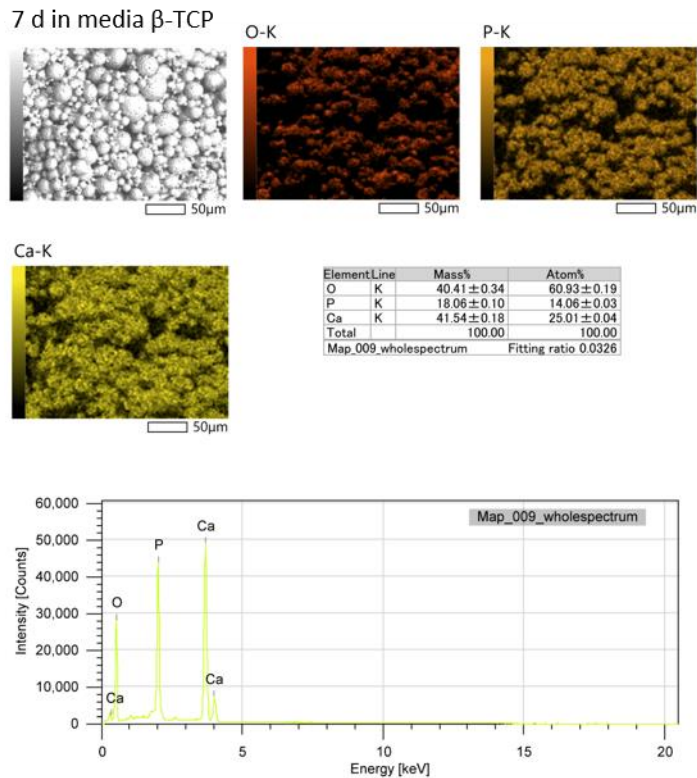 7 d in media β-TCP
O-K
P-K
50μm
50μm
50μm
Ca-K
50μm
Element Line Mass% Atom%
O K 40.41±0.34 60.93±0.19
P K 18.06±0.10 14.06±0.03
Ca K 41.54±0.18 25.01±0.04
Total 100.00 100.00
Map_009_wholespectrum Fitting ratio 0.0326
Map_009_wholespectrum
Intensity [Counts]
60,000
50,000
40,000
30,000
20,000
10,000
0
Ca
O
P
Ca
Ca
0 5 10 15 20
Energy [keV]